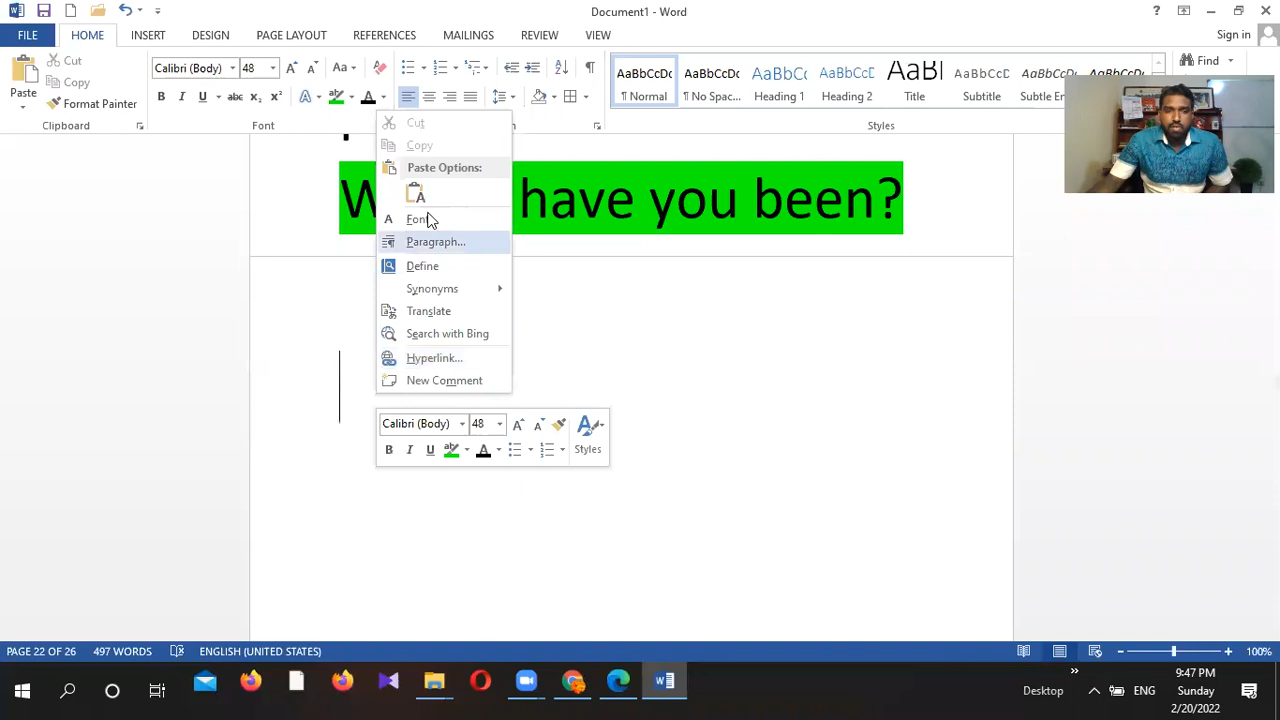 Document1 - Word
FILE HOME INSERT DESIGN PAGE LAYOUT REFERENCES MAILINGS REVIEW VIEW Sign in
Paste Cut Copy Format Painter Clipboard
Calibri (Body) 48 Aa Font
AaBbCcDc AaBbCcDc AaBbCc AaBbCcC AaBl AaBbCcC
¶ Normal ¶ No Spac... Heading 1 Heading 2 Title Subtitle Subtle Em
Styles
Find
have you been?
Cut
Copy
Paste Options:
Font
Paragraph...
Define
Synonyms
Translate
Search with Bing
Hyperlink...
New Comment
Calibri (Body) 48
B I U Styles
PAGE 22 OF 26 497 WORDS ENGLISH (UNITED STATES) 100%
Desktop ENG
9:47 PM
Sunday
2/20/2022